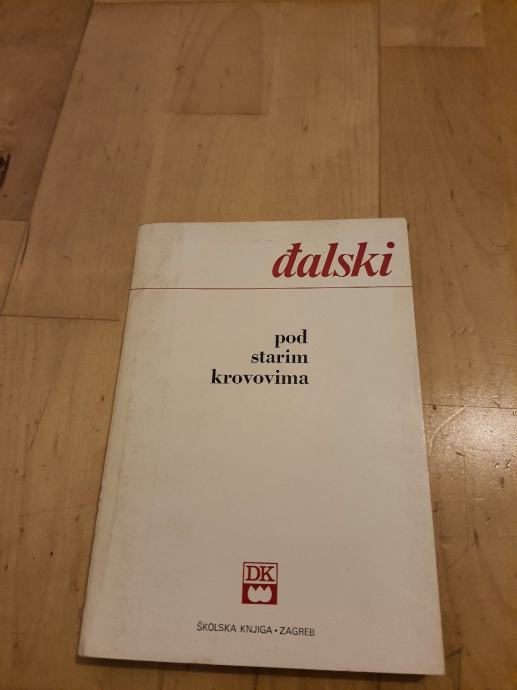 đalski
pod
starim
krovovima
DK
ŠKOLSKA KNJIGA • ZAGREB